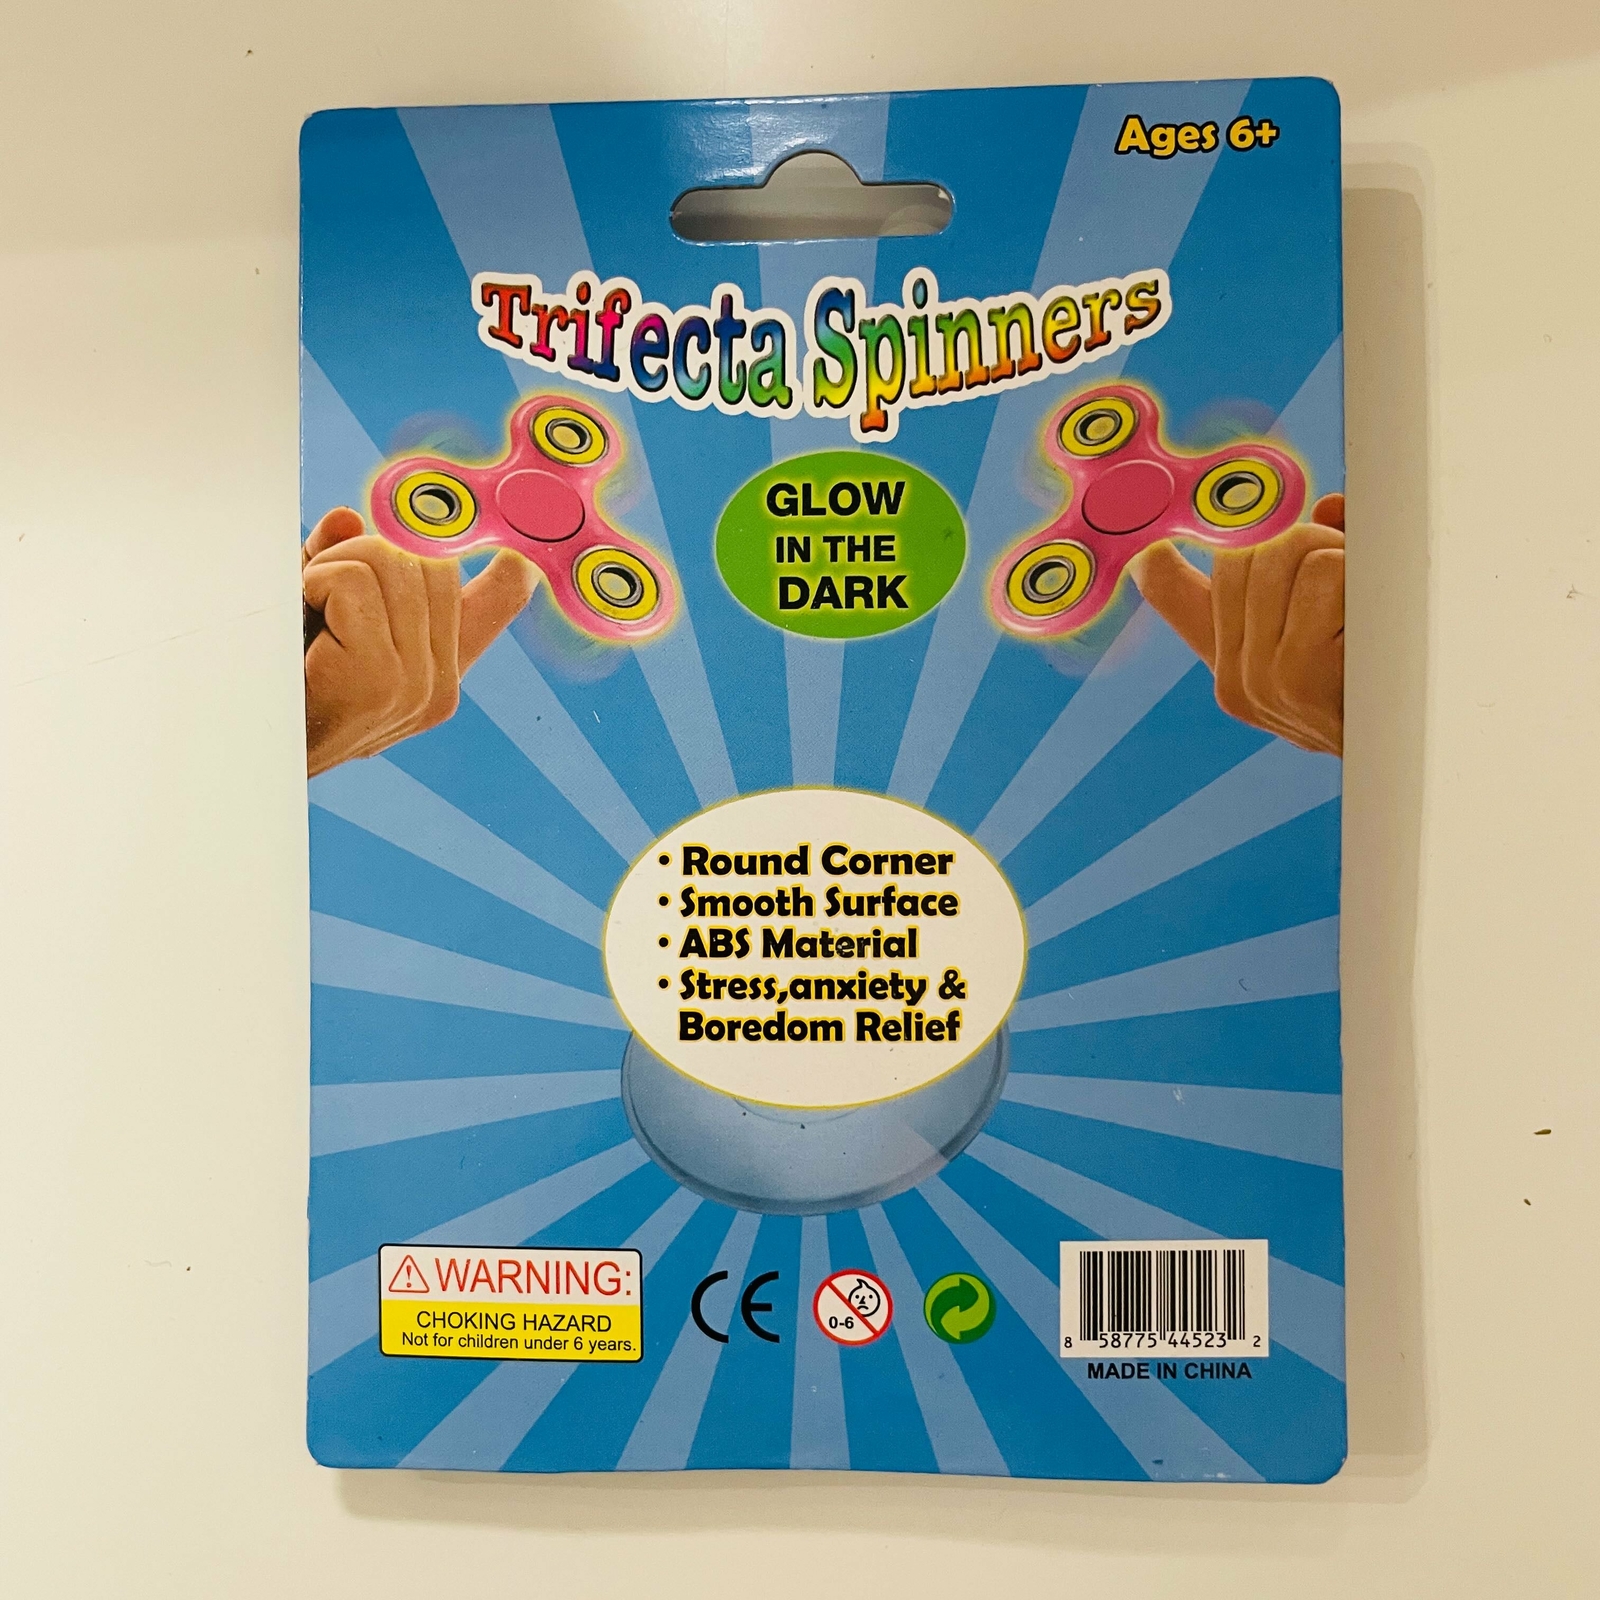 Ages 6+
Trifecta Spinners
GLOW
IN THE
DARK
• Round Corner
• Smooth Surface
• ABS Material
• Stress,anxiety &
Boredom Relief
WARNING:
CHOKING HAZARD
Not for children under 6 years.
CE
0-6
8 58775 44523 2
MADE IN CHINA